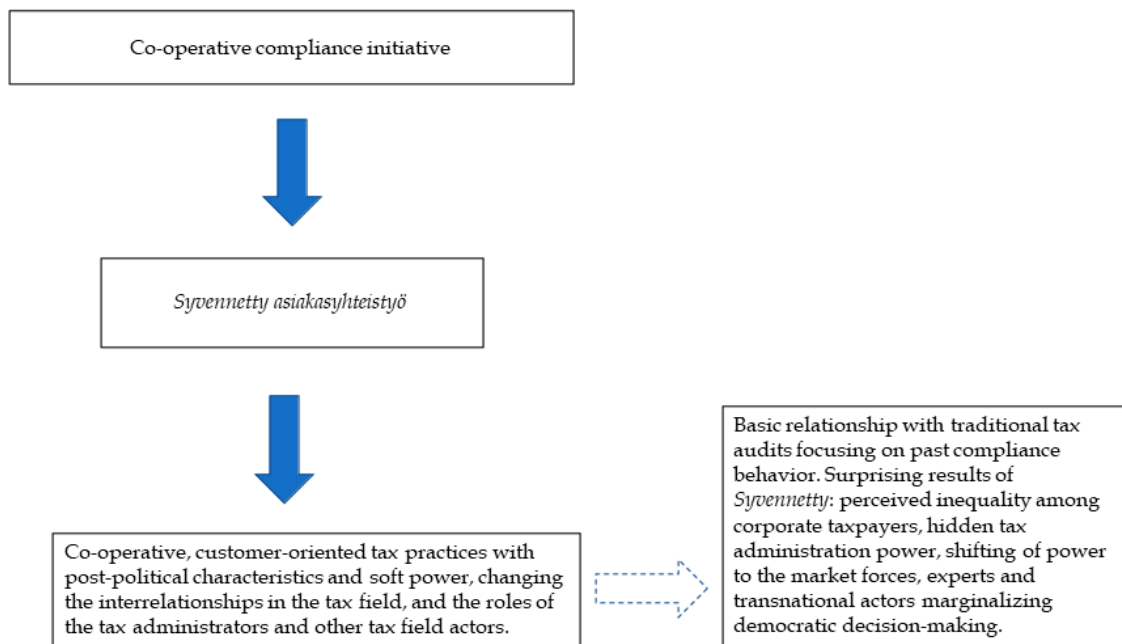 Co-operative compliance initiative
Syvennetty asiakasyhteistyö
Co-operative, customer-oriented tax practices with
post-political characteristics and soft power, changing
the interrelationships in the tax field, and the roles of
the tax administrators and other tax field actors.
Basic relationship with traditional tax
audits focusing on past compliance
behavior. Surprising results of
Syvennetty: perceived inequality among
corporate taxpayers, hidden tax
administration power, shifting of power
to the market forces, experts and
transnational actors marginalizing
democratic decision-making.